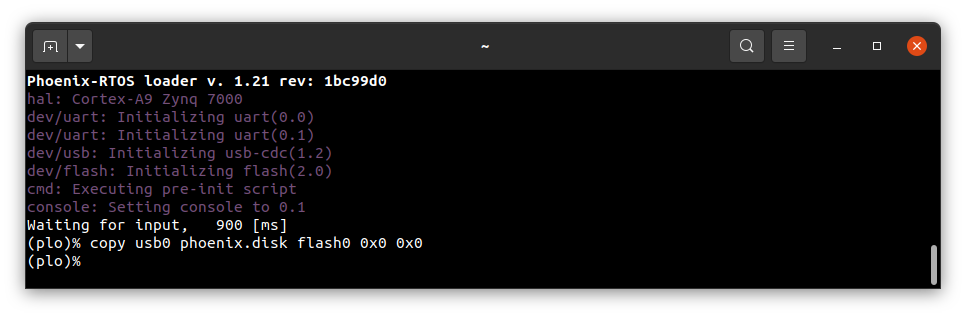 ~
Phoenix-RTOS loader v. 1.21 rev: 1bc99d0
hal: Cortex-A9 Zynq 7000
dev/uart: Initializing uart(0.0)
dev/uart: Initializing uart(0.1)
dev/usb: Initializing usb-cdc(1.2)
dev/flash: Initializing flash(2.0)
cmd: Executing pre-init script
console: Setting console to 0.1
Waiting for input,   900 [ms]
(plo)% copy usb0 phoenix.disk flash0 0x0 0x0
(plo)%